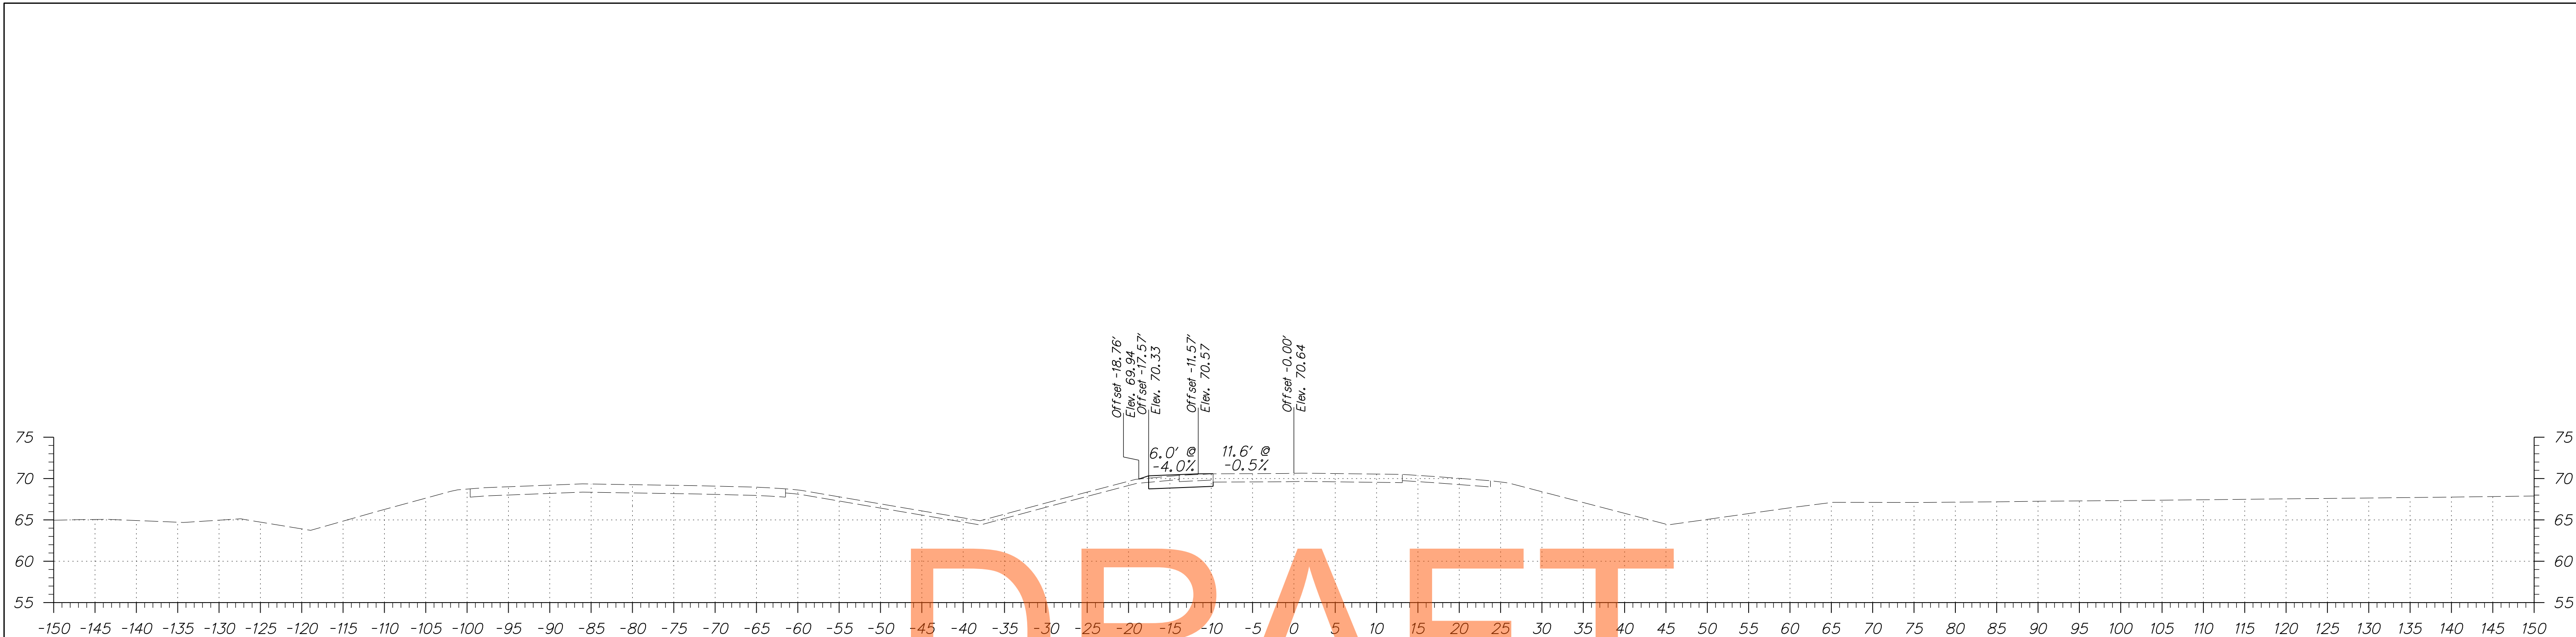 Offset -18.76'
Elev. 69.94
Offset -17.57'
Elev. 70.33
Offset -11.57'
Elev. 70.57
Offset -0.00'
Elev. 70.64
75 75
6.0' @ 11.6' @
-4.0% -0.5%
70 70
65 65
60 60
DRAFT
55 55
-150 -145 -140 -135 -130 -125 -120 -115 -110 -105 -100 -95 -90 -85 -80 -75 -70 -65 -60 -55 -50 -45 -40 -35 -30 -25 -20 -15 -10 -5 0 5 10 15 20 25 30 35 40 45 50 55 60 65 70 75 80 85 90 95 100 105 110 115 120 125 130 135 140 145 150